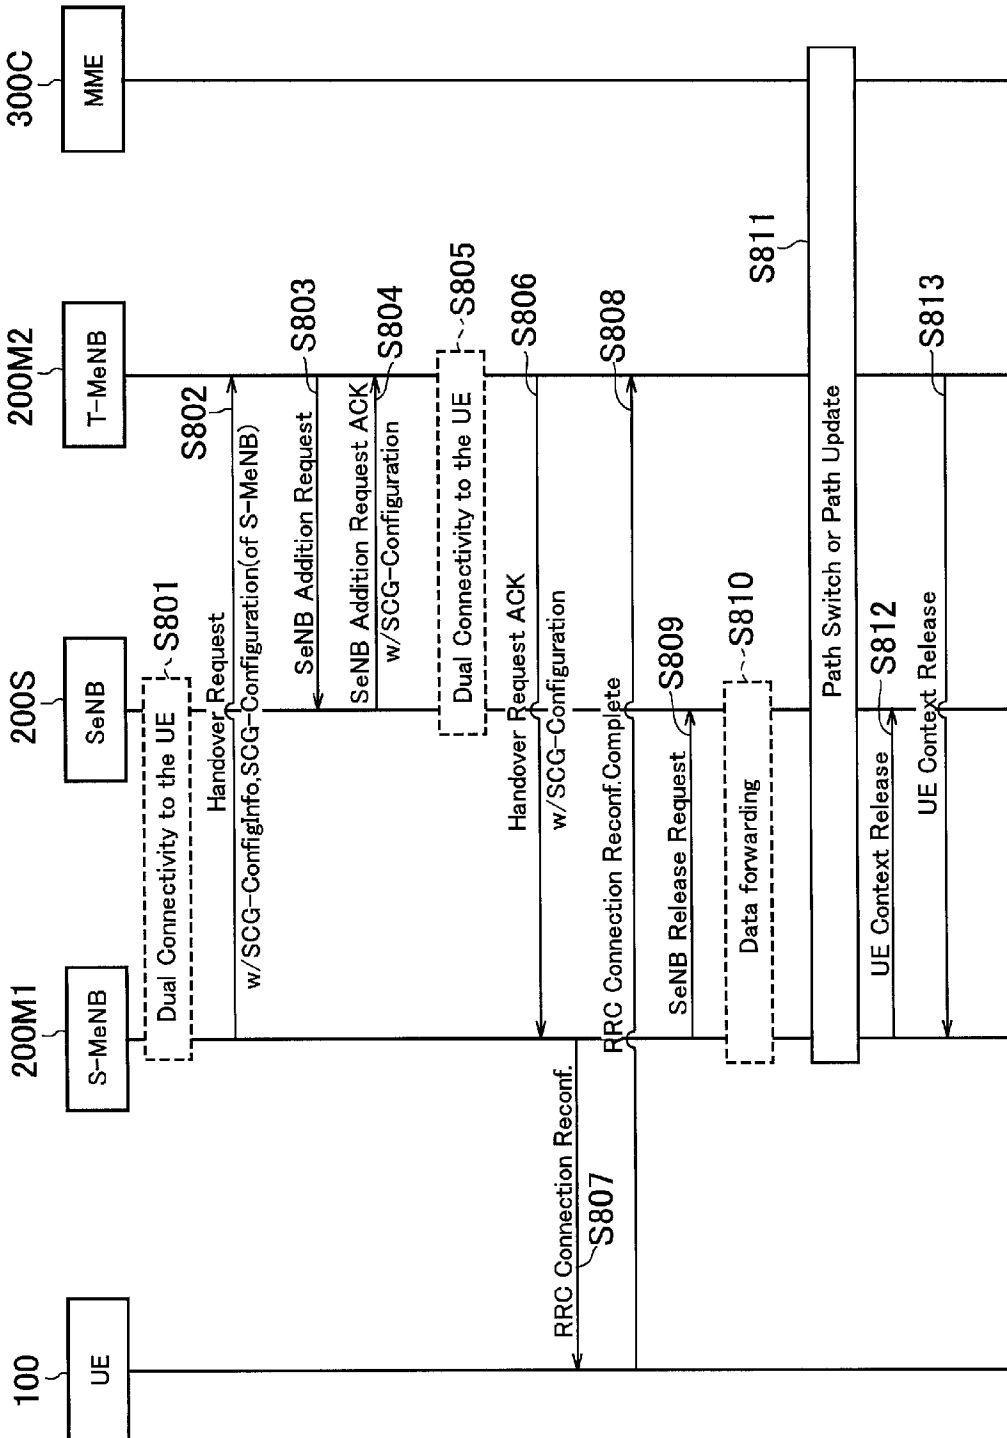 100
UE
200M1
S-MeNB
200S
SeNB
200M2
T-MeNB
300C
MME
Dual Connectivity to the UE
S801
Handover Request
w/SCG-ConfigInfo,SCG-Configuration(of S-MeNB)
S802
SeNB Addition Request
S803
SeNB Addition Request ACK
w/SCG-Configuration
S804
Dual Connectivity to the UE
S805
Handover Request ACK
w/SCG-Configuration
S806
RRC Connection Reconf.
S807
RRC Connection Reconf.Complete
S808
SeNB Release Request
S809
Data forwarding
S810
Path Switch or Path Update
S811
UE Context Release
S812
UE Context Release
S813